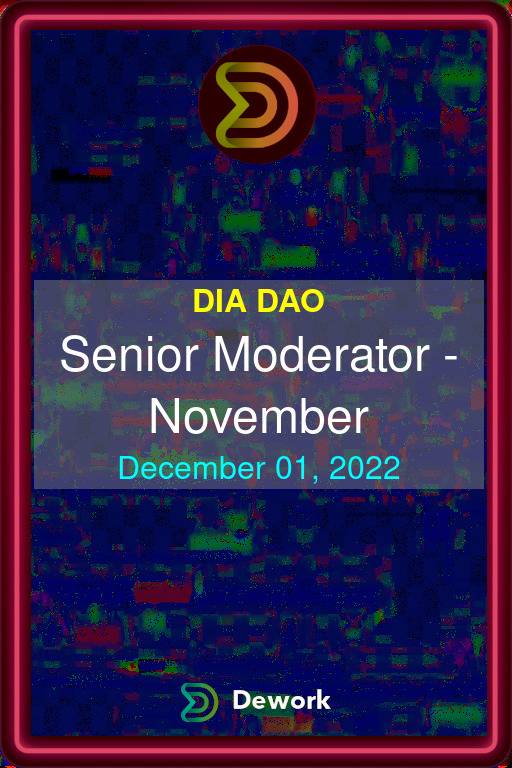 DIA DAO
Senior Moderator -
November
December 01, 2022
Dework